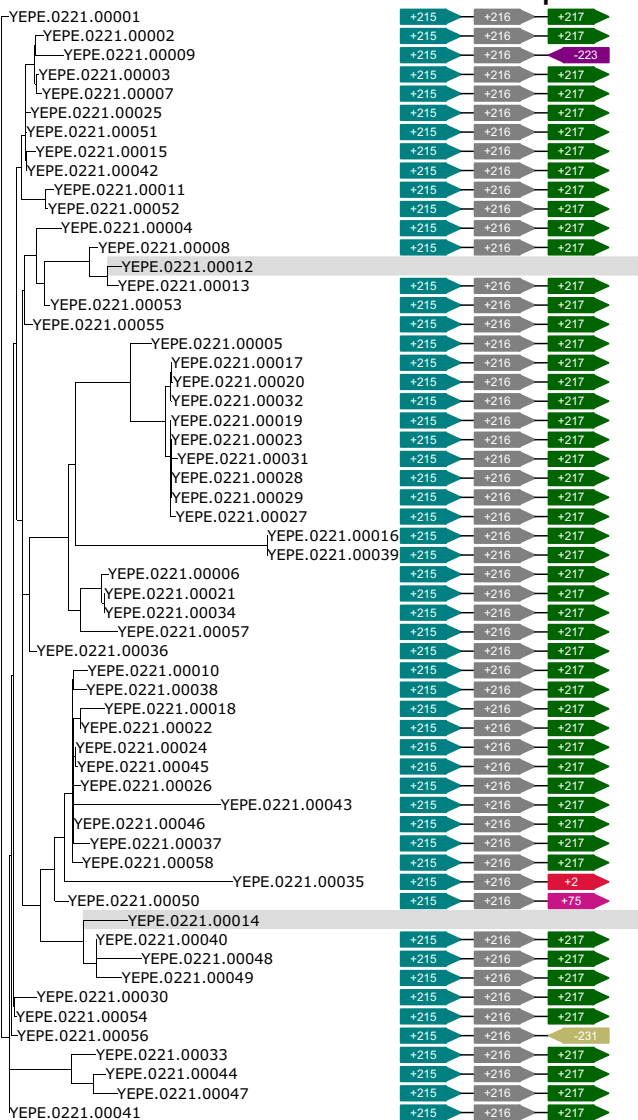 YEPE.0221.00001 +215 +216 +217
YEPE.0221.00002 +215 +216 +217
YEPE.0221.00009 +215 +216 -223
YEPE.0221.00003 +215 +216 +217
YEPE.0221.00007 +215 +216 +217
YEPE.0221.00025 +215 +216 +217
YEPE.0221.00051 +215 +216 +217
YEPE.0221.00015 +215 +216 +217
YEPE.0221.00042 +215 +216 +217
YEPE.0221.00011 +215 +216 +217
YEPE.0221.00052 +215 +216 +217
YEPE.0221.00004 +215 +216 +217
YEPE.0221.00008 +215 +216 +217
YEPE.0221.00012
YEPE.0221.00013 +215 +216 +217
YEPE.0221.00053 +215 +216 +217
YEPE.0221.00055 +215 +216 +217
YEPE.0221.00005 +215 +216 +217
YEPE.0221.00017 +215 +216 +217
YEPE.0221.00020 +215 +216 +217
YEPE.0221.00032 +215 +216 +217
YEPE.0221.00019 +215 +216 +217
YEPE.0221.00023 +215 +216 +217
YEPE.0221.00031 +215 +216 +217
YEPE.0221.00028 +215 +216 +217
YEPE.0221.00029 +215 +216 +217
YEPE.0221.00027 +215 +216 +217
YEPE.0221.00016 +215 +216 +217
YEPE.0221.00039 +215 +216 +217
YEPE.0221.00006 +215 +216 +217
YEPE.0221.00021 +215 +216 +217
YEPE.0221.00034 +215 +216 +217
YEPE.0221.00057 +215 +216 +217
YEPE.0221.00036 +215 +216 +217
YEPE.0221.00010 +215 +216 +217
YEPE.0221.00038 +215 +216 +217
YEPE.0221.00018 +215 +216 +217
YEPE.0221.00022 +215 +216 +217
YEPE.0221.00024 +215 +216 +217
YEPE.0221.00045 +215 +216 +217
YEPE.0221.00026 +215 +216 +217
YEPE.0221.00043 +215 +216 +217
YEPE.0221.00046 +215 +216 +217
YEPE.0221.00037 +215 +216 +217
YEPE.0221.00058 +215 +216 +217
YEPE.0221.00035 +215 +216 +2
YEPE.0221.00050 +215 +216 +75
YEPE.0221.00014
YEPE.0221.00040 +215 +216 +217
YEPE.0221.00048 +215 +216 +217
YEPE.0221.00049 +215 +216 +217
YEPE.0221.00030 +215 +216 +217
YEPE.0221.00054 +215 +216 +217
YEPE.0221.00056 +215 +216 -231
YEPE.0221.00033 +215 +216 +217
YEPE.0221.00044 +215 +216 +217
YEPE.0221.00047 +215 +216 +217
YEPE.0221.00041 +215 +216 +217